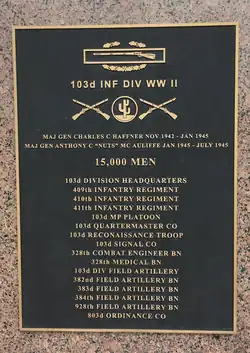 103d INF DIV WW II
MAJ GEN CHARLES C HAFFNER NOV 1942 - JAN 1945
MAJ GEN ANTHONY C "NUTS" MC AULIFFE JAN 1945 - JULY 1945
15,000 MEN
103d DIVISION HEADQUARTERS
409th INFANTRY REGIMENT
410th INFANTRY REGIMENT
411th INFANTRY REGIMENT
103d MP PLATOON
103d QUARTERMASTER CO
103d RECONAISSANCE TROOP
103d SIGNAL CO
328th COMBAT ENGINEER BN
328th MEDICAL BN
103d DIV FIELD ARTILLERY
382nd FIELD ARTILLERY BN
383d FIELD ARTILLERY BN
384th FIELD ARTILLERY BN
928th FIELD ARTILLERY BN
803d ORDINANCE CO